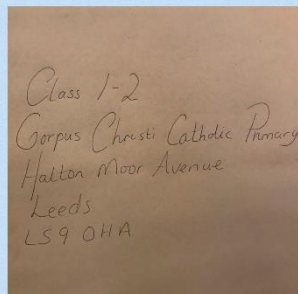 Class 1-2
Corpus Christi Catholic Primary
Halton Moor Avenue
Leeds
LS9 0HA